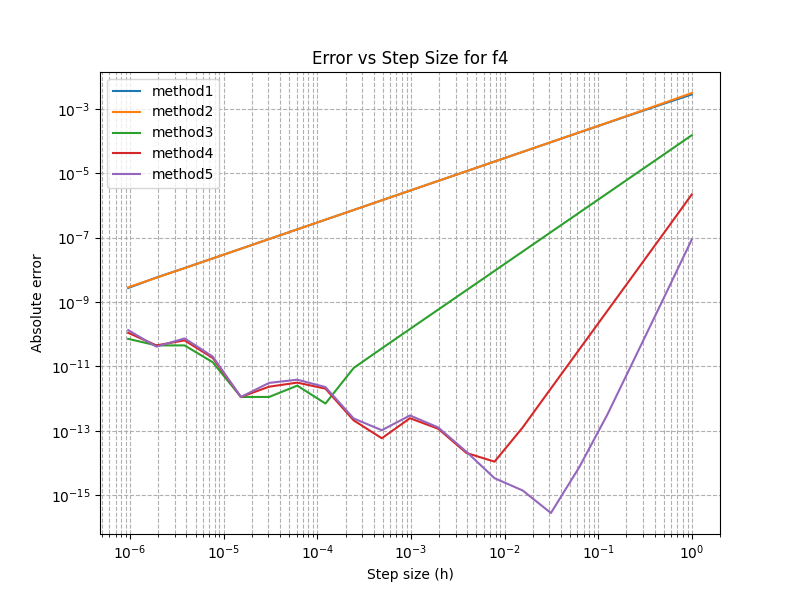 Error vs Step Size for f4
method1
method2
method3
method4
method5
Absolute error
10⁻³
10⁻⁵
10⁻⁷
10⁻⁹
10⁻¹¹
10⁻¹³
10⁻¹⁵
10⁻⁶
10⁻⁵
10⁻⁴
10⁻³
10⁻²
10⁻¹
10⁰
Step size (h)